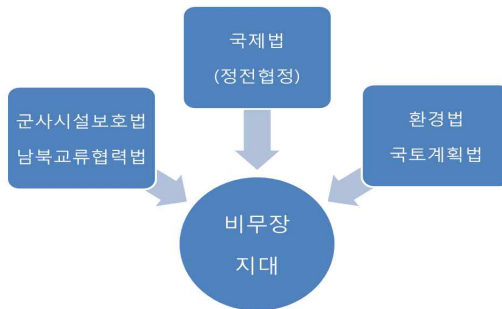 국제법
(정전협정)
군사시설보호법
남북교류협력법
환경법
국토계획법
비무장
지대